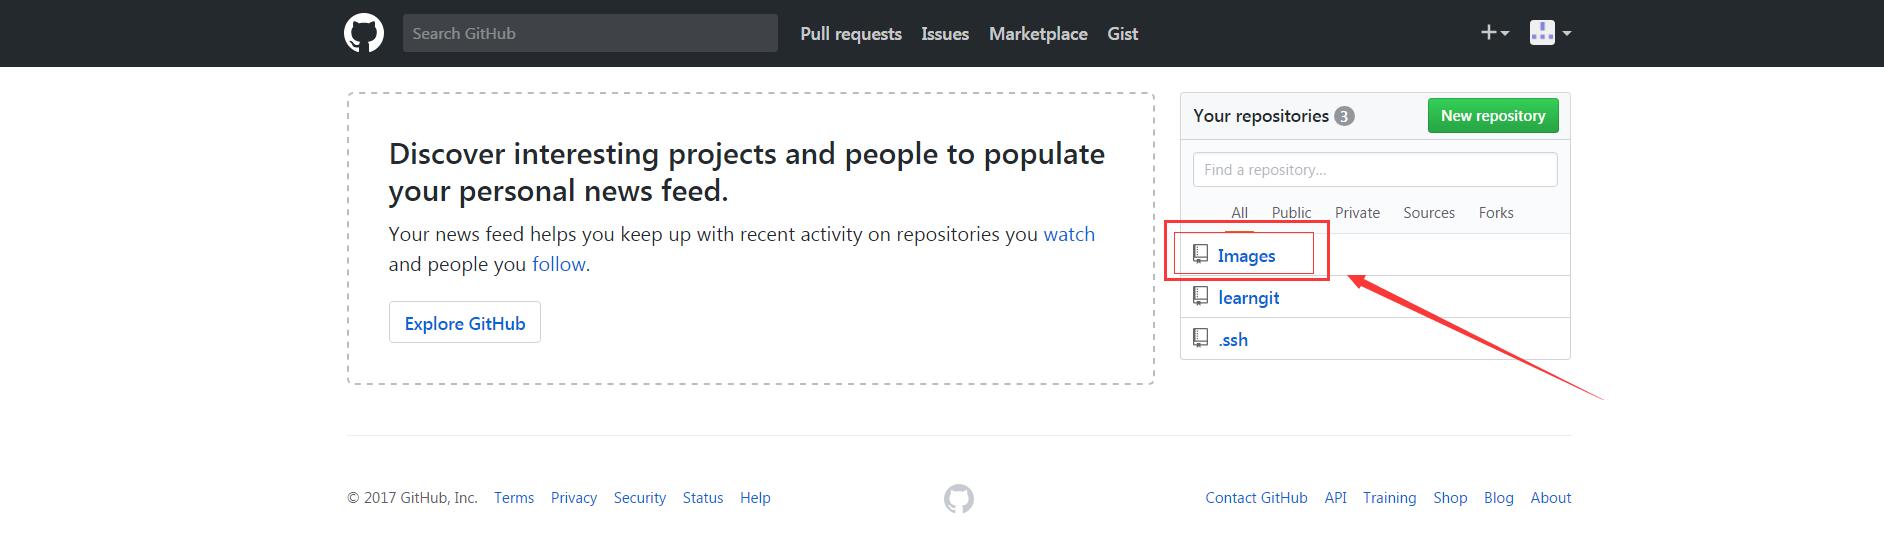 Search GitHub
Pull requests
Issues
Marketplace
Gist
Discover interesting projects and people to populate
your personal news feed.
Your news feed helps you keep up with recent activity on repositories you watch
and people you follow.
Explore GitHub
Your repositories 3
New repository
Find a repository...
All
Public
Private
Sources
Forks
Images
learngit
.ssh
© 2017 GitHub, Inc.
Terms
Privacy
Security
Status
Help
Contact GitHub
API
Training
Shop
Blog
About